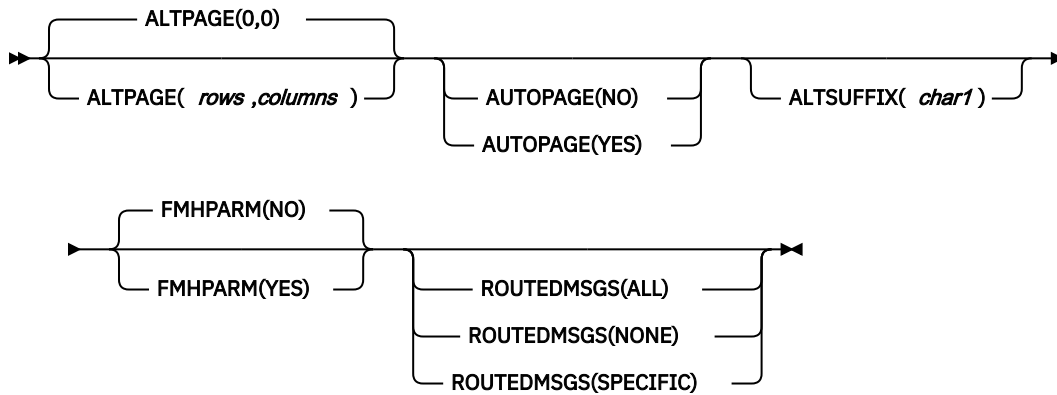 ALTPAGE(0,0)
ALTPAGE( rows ,columns )
AUTOPAGE(NO)
AUTOPAGE(YES)
ALTSUFFIX( char1 )
FMHPARM(NO)
FMHPARM(YES)
ROUTEDMSGS(ALL)
ROUTEDMSGS(NONE)
ROUTEDMSGS(SPECIFIC)